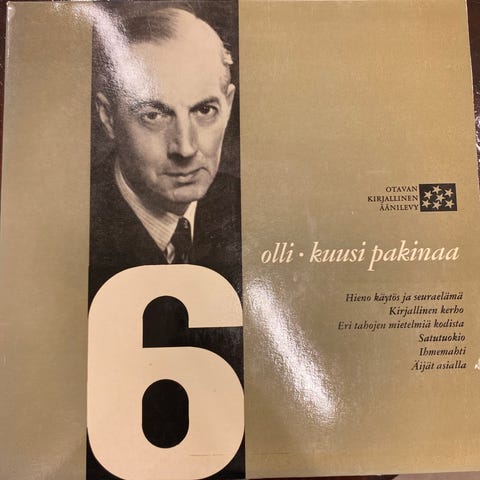 OTAVAN
KIRJALLINEN
ÄÄNILEVY
olli · kuusi pakinaa
Hieno käytös ja seuraelämä
Kirjallinen kerho
Eri tahojen mietelmiä kodista
Satutuokio
Ihmemahti
Äijät asialla
6